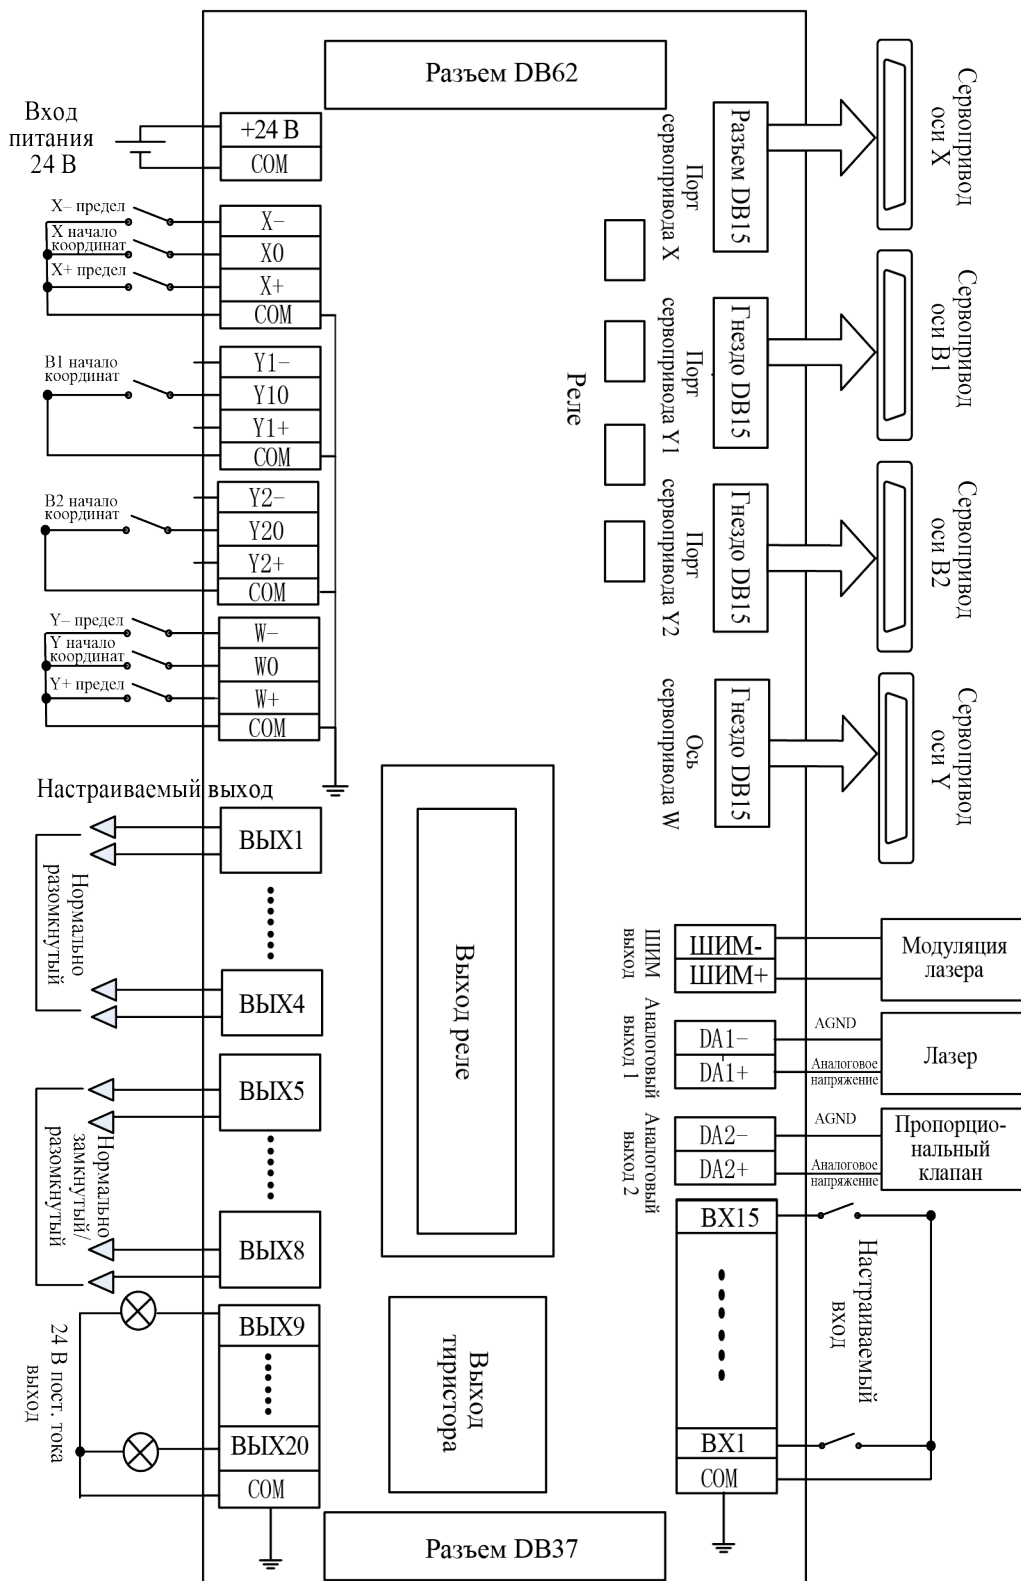 Разъем DB62
Вход
питания
24 В
+24 В
COM
X− предел
X начало
координат
X+ предел
X−
X0
X+
COM
B1 начало
координат
Y1−
Y10
Y1+
COM
B2 начало
координат
Y2−
Y20
Y2+
COM
Y− предел
Y начало
координат
Y+ предел
W−
W0
W+
COM
Настраиваемый выход
ВЫХ1
Нормально
разомкнутый
ВЫХ4
ВЫХ5
Нормально
замкнутый/
разомкнутый
ВЫХ8
ВЫХ9
24 В пост. тока
выход
ВЫХ20
COM
Реле
Выход реле
Выход
тиристора
Разъем DB37
Порт
сервопривода X
Разъем DB15
Сервопривод
оси X
Порт
сервопривода Y1
Гнездо DB15
Сервопривод
оси B1
Порт
сервопривода Y2
Гнездо DB15
Сервопривод
оси B2
Ось
сервопривода W
Гнездо DB15
Сервопривод
оси Y
ШИМ
выход
ШИМ-
ШИМ+
Модуляция
лазера
Аналоговый
выход 1
DA1−
DA1+
AGND
Аналоговое
напряжение
Лазер
Аналоговый
выход 2
DA2−
DA2+
AGND
Аналоговое
напряжение
Пропорцио-
нальный
клапан
ВХ15
Настраиваемый
вход
ВХ1
COM